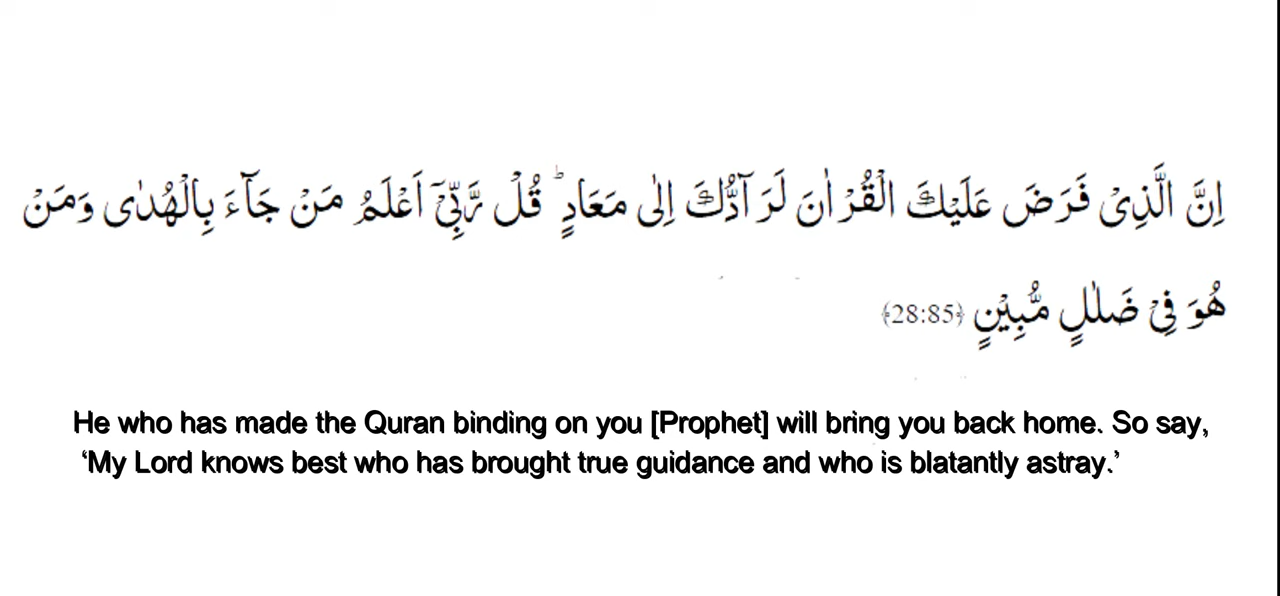 اِنَّ الَّذِىۡ فَرَضَ عَلَيۡكَ الۡقُرۡاٰنَ لَرَآدُّكَ اِلٰى مَعَادٍ‌ ؕ قُلْ رَّبِّىۡۤ اَعۡلَمُ مَنۡ جَآءَ بِالۡهُدٰى وَمَنۡ
هُوَ فِىۡ ضَلٰلٍ مُّبِيۡنٍ ﴿28:85﴾
He who has made the Quran binding on you [Prophet] will bring you back home. So say,
‘My Lord knows best who has brought true guidance and who is blatantly astray.’